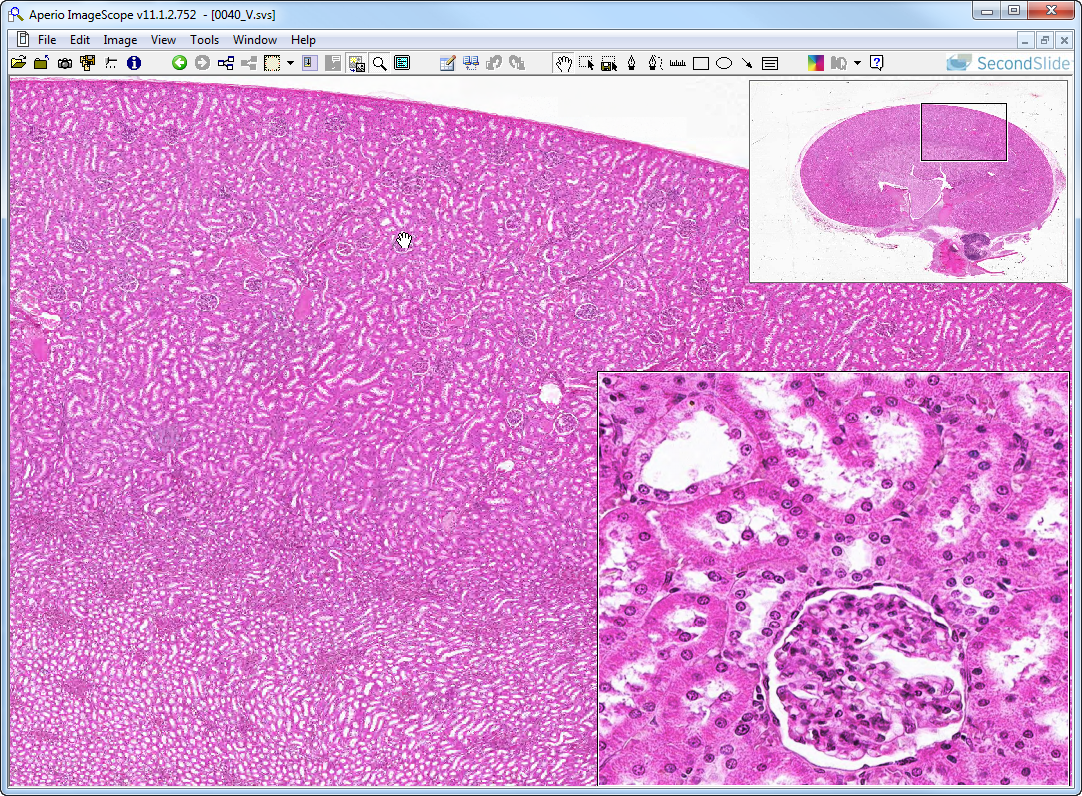 Aperio ImageScope v11.1.2.752 - [0040_V.svs]
File Edit Image View Tools Window Help
SecondSlide